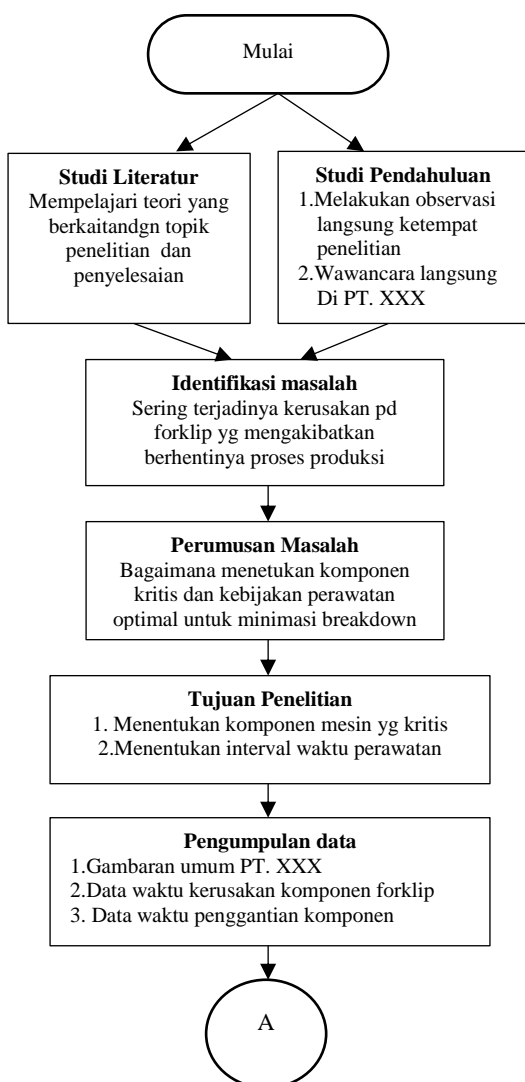 Mulai
Studi Literatur
Mempelajari teori yang
berkaitandgn topik
penelitian dan
penyelesaian
Studi Pendahuluan
1.Melakukan observasi
langsung ketempat
penelitian
2.Wawancara langsung
Di PT. XXX
Identifikasi masalah
Sering terjadinya kerusakan pd
forklip yg mengakibatkan
berhentinya proses produksi
Perumusan Masalah
Bagaimana menetukan komponen
kritis dan kebijakan perawatan
optimal untuk minimasi breakdown
Tujuan Penelitian
1. Menentukan komponen mesin yg kritis
2.Menentukan interval waktu perawatan
Pengumpulan data
1.Gambaran umum PT. XXX
2.Data waktu kerusakan komponen forklip
3. Data waktu penggantian komponen
A